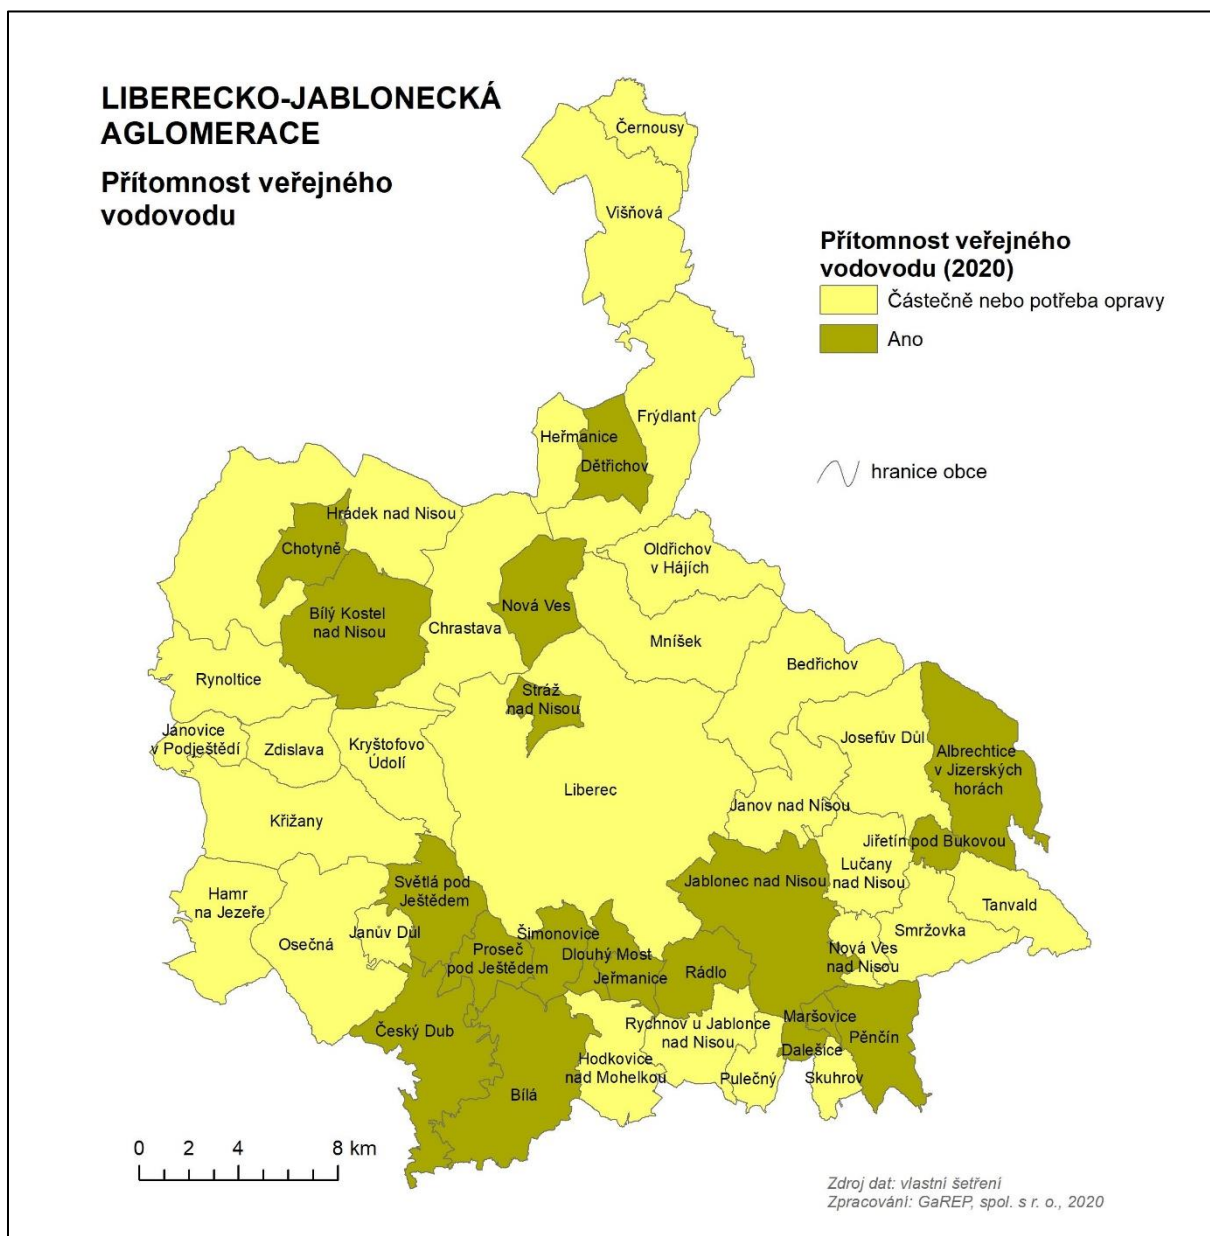 LIBERECKO-JABLONECKÁ
AGLOMERACE
Přítomnost veřejného
vodovodu
Přítomnost veřejného
vodovodu (2020)
Částečně nebo potřeba opravy
Ano
hranice obce
Černousy
Višňová
Frýdlant
Heřmanice
Dětřichov
Hrádek nad Nisou
Chotyně
Oldřichov
v Hájích
Bílý Kostel
nad Nisou
Nová Ves
Chrastava
Mníšek
Bedřichov
Rynoltice
Stráž
nad Nisou
Janovice
v Podještědí
Zdislava
Kryštofovo
Údolí
Josefův Důl
Albrechtice
v Jizerských
horách
Liberec
Janov nad Nisou
Křižany
Jiřetín pod Bukovou
Lučany
nad Nisou
Jablonec nad Nisou
Světlá pod
Ještědem
Hamr
na Jezeře
Tanvald
Smržovka
Janův Důl
Osečná
Šimonovice
Proseč
pod Ještědem
Dlouhý Most
Jeřmanice
Rádlo
Nová Ves
nad Nisou
Maršovice
Český Dub
Rychnov u Jablonce
nad Nisou
Pěnčín
Dalešice
Hodkovice
nad Mohelkou
Pulečný
Skuhrov
Bílá
0 2 4 8 km
Zdroj dat: vlastní šetření
Zpracování: GaREP, spol. s r. o., 2020